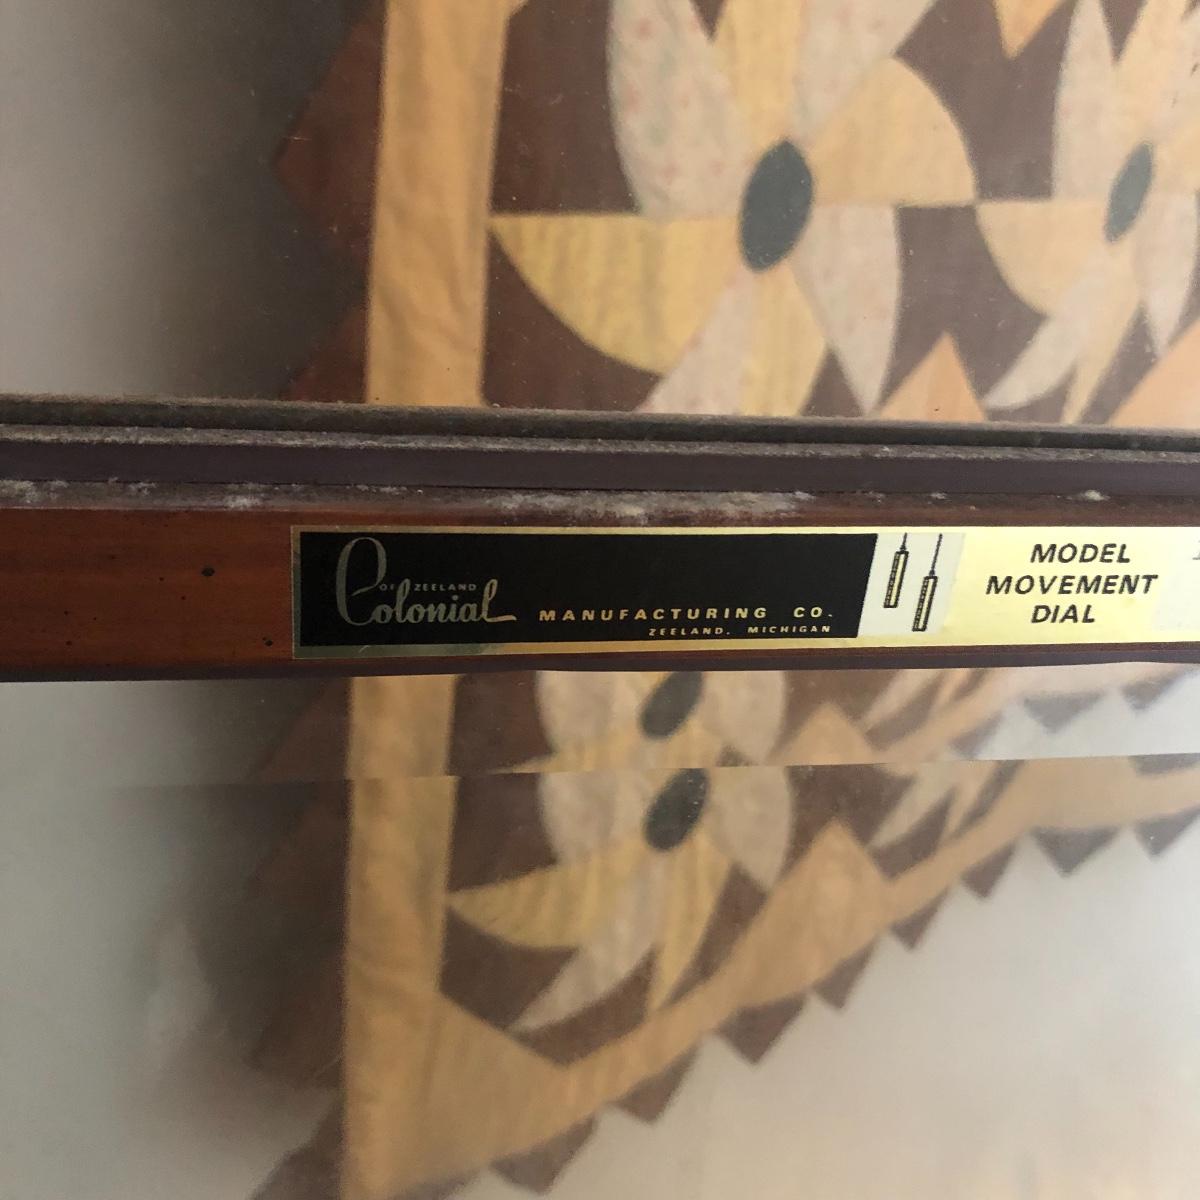 OF ZEELAND
Colonial MANUFACTURING CO.
ZEELAND, MICHIGAN
MODEL
MOVEMENT
DIAL